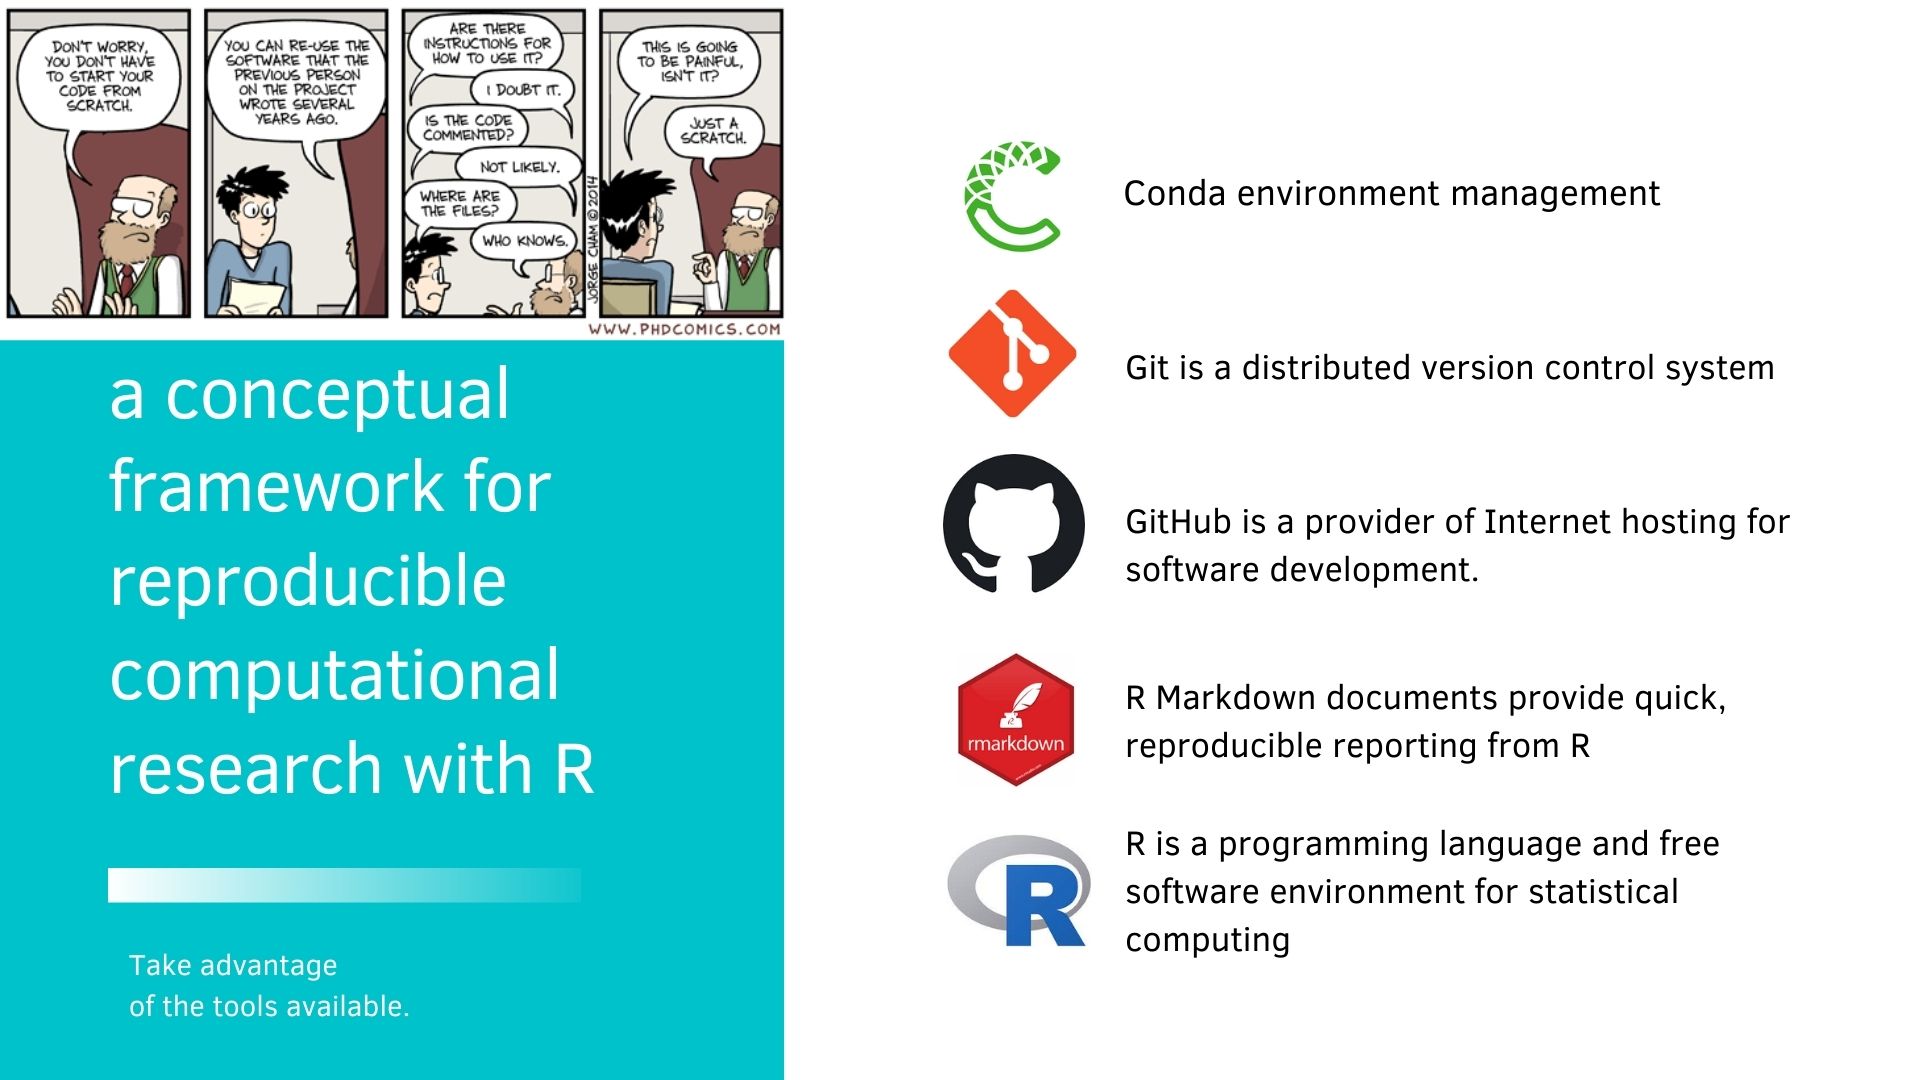 DON'T WORRY,
YOU DON'T HAVE
TO START YOUR
CODE FROM
SCRATCH.
YOU CAN RE-USE THE
SOFTWARE THAT THE
PREVIOUS PERSON
ON THE PROJECT
WROTE SEVERAL
YEARS AGO.
ARE THERE
INSTRUCTIONS FOR
HOW TO USE IT?
I DOUBT IT.
IS THE CODE
COMMENTED?
NOT LIKELY.
WHERE ARE
THE FILES?
WHO KNOWS.
JORGE CHAM © 2014
THIS IS GOING
TO BE PAINFUL,
ISN'T IT?
JUST A
SCRATCH.
WWW.PHDCOMICS.COM
a conceptual
framework for
reproducible
computational
research with R
Take advantage
of the tools available.
Conda environment management
Git is a distributed version control system
GitHub is a provider of Internet hosting for
software development.
rmarkdown
R Markdown documents provide quick,
reproducible reporting from R
R
R is a programming language and free
software environment for statistical
computing